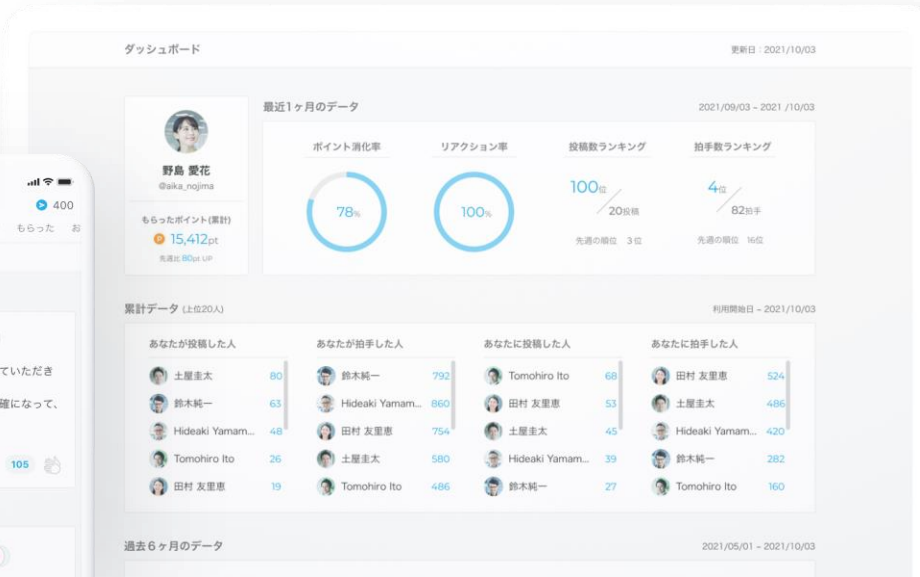 ダッシュボード
更新日：2021/10/03
野島 愛花
@aika_nojima
もらったポイント(累計)
P 15,412pt
先週比 80pt UP
最近1ヶ月のデータ
2021/09/03 ~ 2021 /10/03
ポイント消化率
78%
リアクション率
100%
投稿数ランキング
100位
20投稿
先週の順位 3位
拍手数ランキング
4位
82拍手
先週の順位 16位
累計データ (上位20人)
利用開始日 ~ 2021/10/03
あなたが投稿した人
土屋圭太 80
鈴木純一 63
Hideaki Yamam... 48
Tomohiro Ito 26
田村 友里恵 19
あなたが拍手した人
鈴木純一 792
Hideaki Yamam... 860
田村 友里恵 754
土屋圭太 580
Tomohiro Ito 486
あなたに投稿した人
Tomohiro Ito 68
田村 友里恵 53
土屋圭太 45
Hideaki Yamam... 39
鈴木純一 27
あなたに拍手した人
田村 友里恵 524
土屋圭太 486
Hideaki Yamam... 420
鈴木純一 282
Tomohiro Ito 160
過去6ヶ月のデータ
2021/05/01 ~ 2021/10/03
400
もらった お
ていただき
確になって、
105